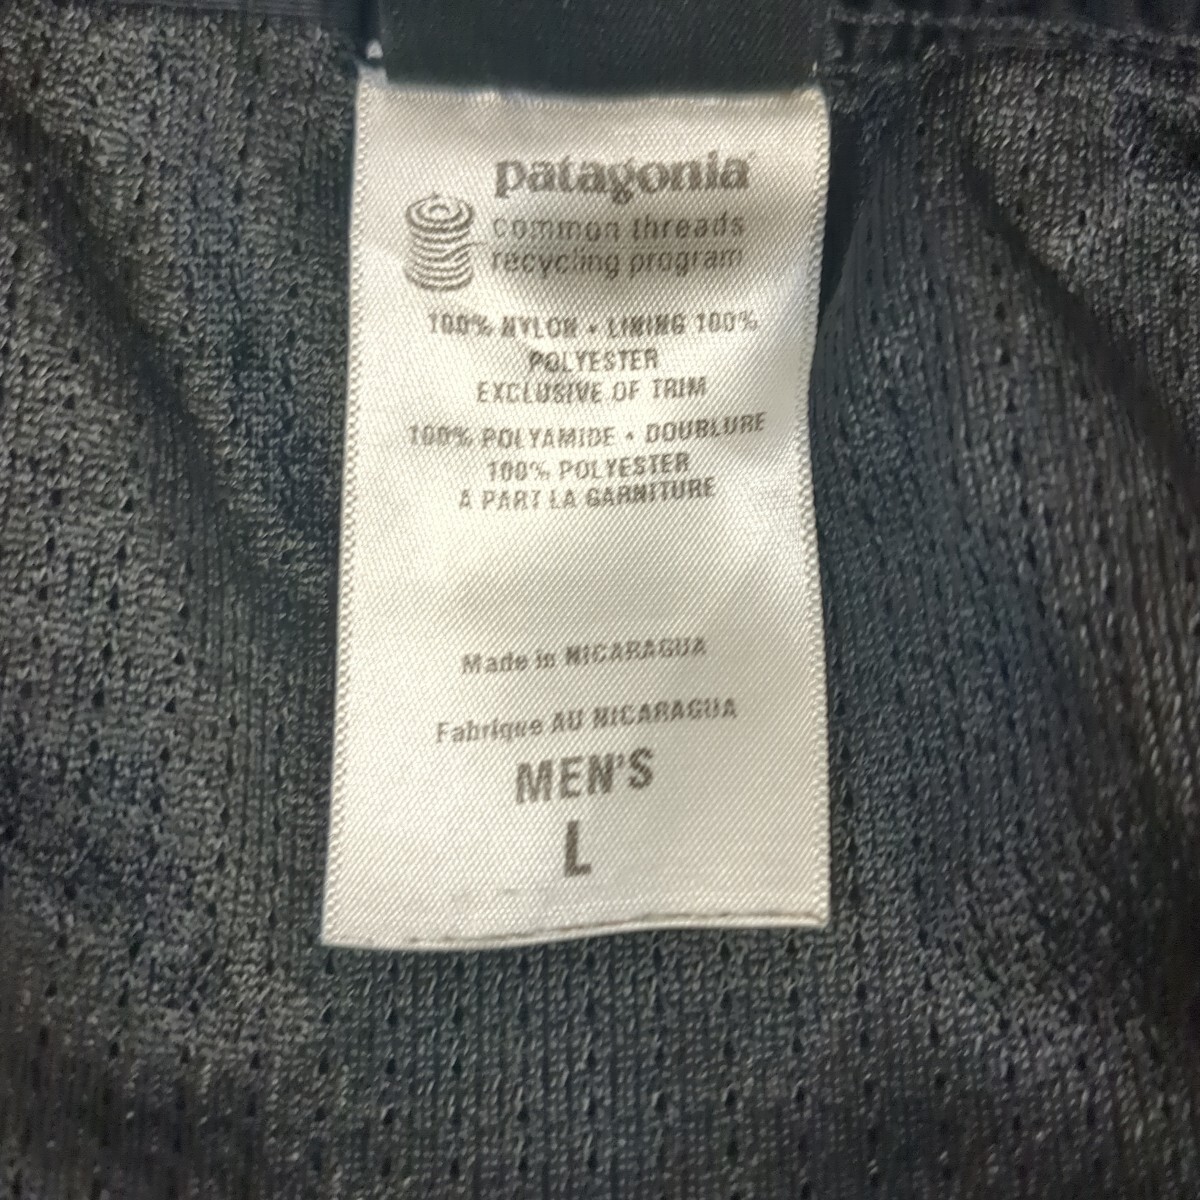 patagonia®
common threads
recycling program
100% NYLON • LINING 100%
POLYESTER
EXCLUSIVE OF TRIM
100% POLYAMIDE • DOUBLURE
100% POLYESTER
A PART LA GARNITURE
Made in NICARAGUA
Fabrique AU NICARAGUA
MEN'S
L